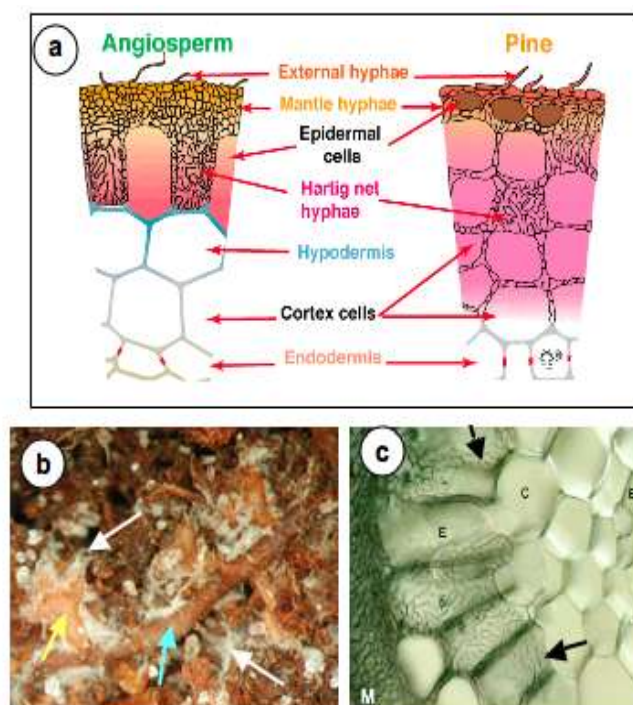 a
Angiosperm
Pine
External hyphae
Mantle hyphae
Epidermal
cells
Hartig net
hyphae
Hypodermis
Cortex cells
Endodermis
b
c
C
E
E
M